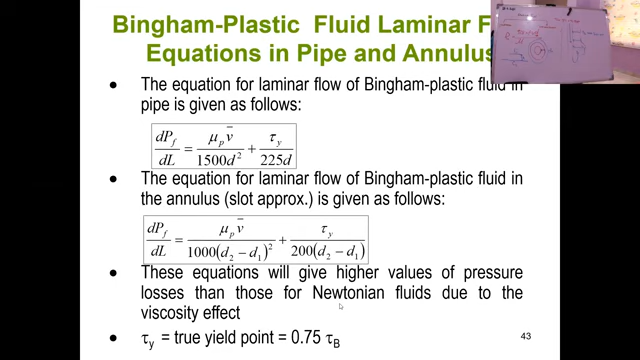 Bingham-Plastic Fluid Laminar F
Equations in Pipe and Annulus
• The equation for laminar flow of Bingham-plastic fluid in
pipe is given as follows:
dP_f/dL = μ_p v̄/1500d² + τ_y/225d
• The equation for laminar flow of Bingham-plastic fluid in
the annulus (slot approx.) is given as follows:
dP_f/dL = μ_p v̄/1000(d₂ − d₁)² + τ_y/200(d₂ − d₁)
• These equations will give higher values of pressure
losses than those for Newtonian fluids due to the
viscosity effect
• τ_y = true yield point = 0.75 τ_B
43